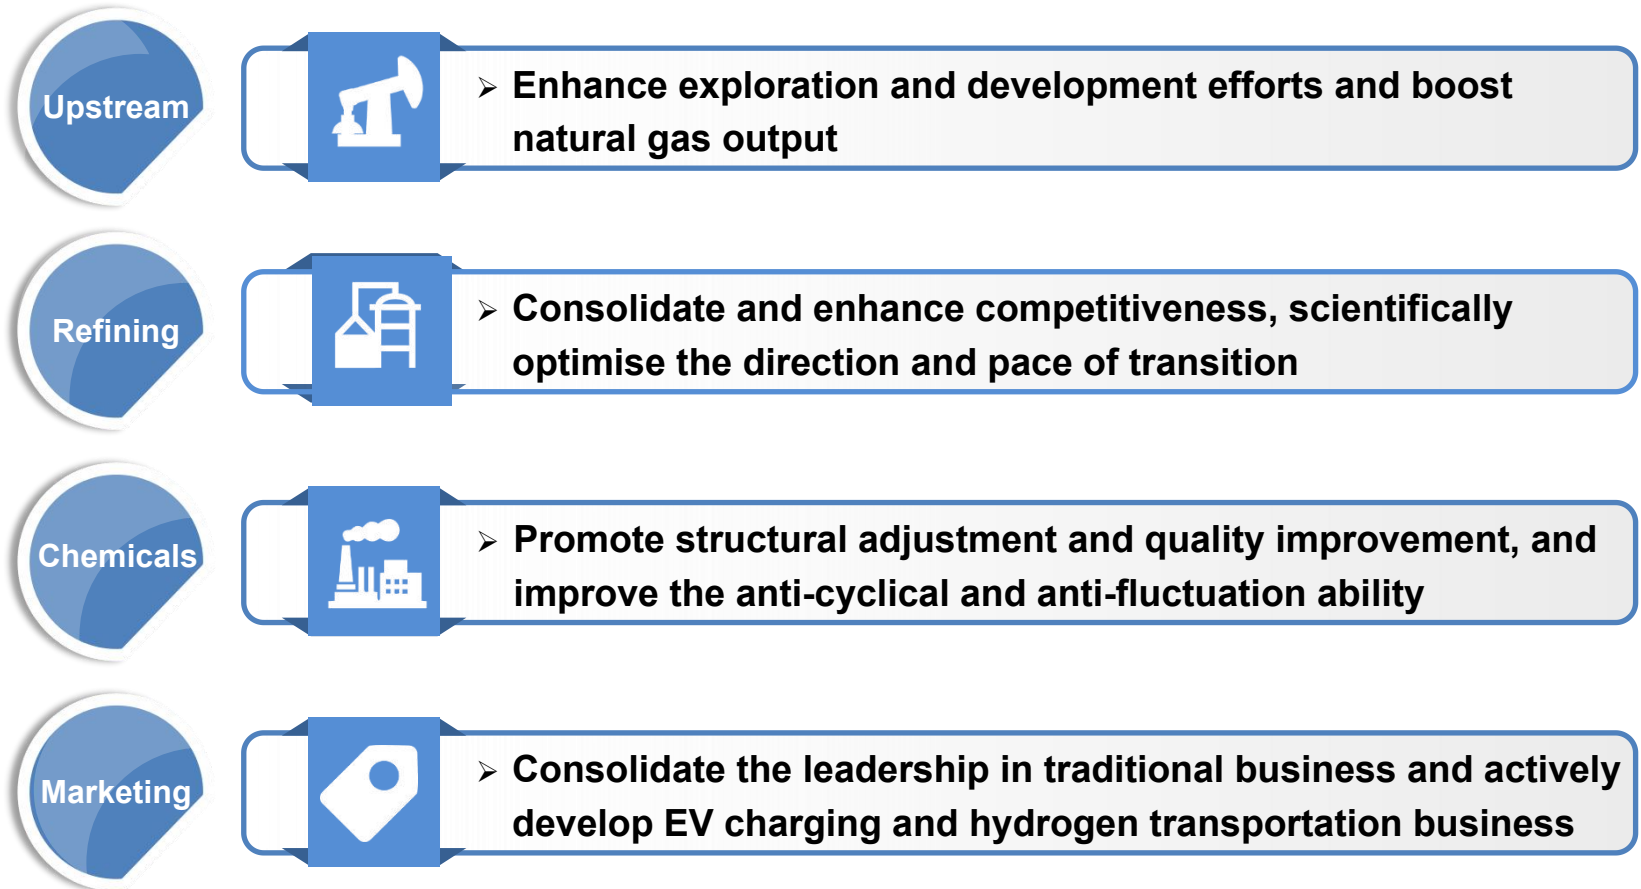 Upstream
➢ Enhance exploration and development efforts and boost
natural gas output
Refining
➢ Consolidate and enhance competitiveness, scientifically
optimise the direction and pace of transition
Chemicals
➢ Promote structural adjustment and quality improvement, and
improve the anti-cyclical and anti-fluctuation ability
Marketing
➢ Consolidate the leadership in traditional business and actively
develop EV charging and hydrogen transportation business